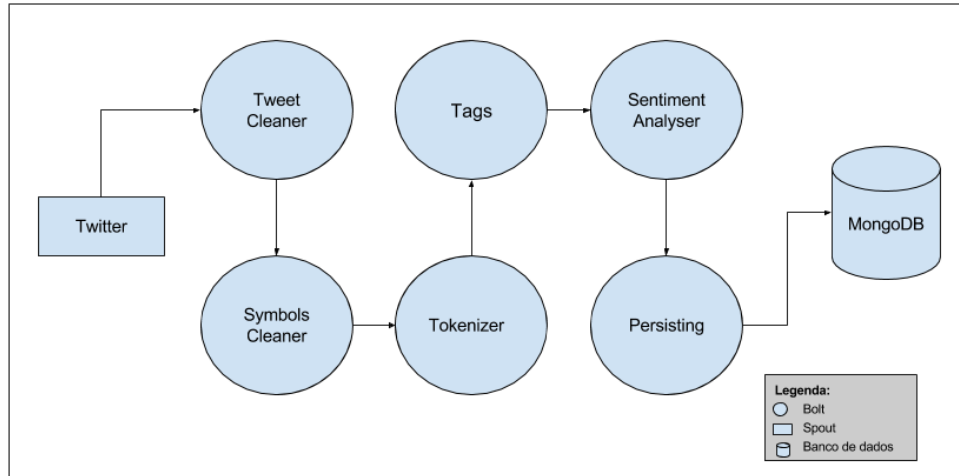 Tweet
Cleaner
Tags
Sentiment
Analyser
Twitter
MongoDB
Symbols
Cleaner
Tokenizer
Persisting
Legenda:
Bolt
Spout
Banco de dados